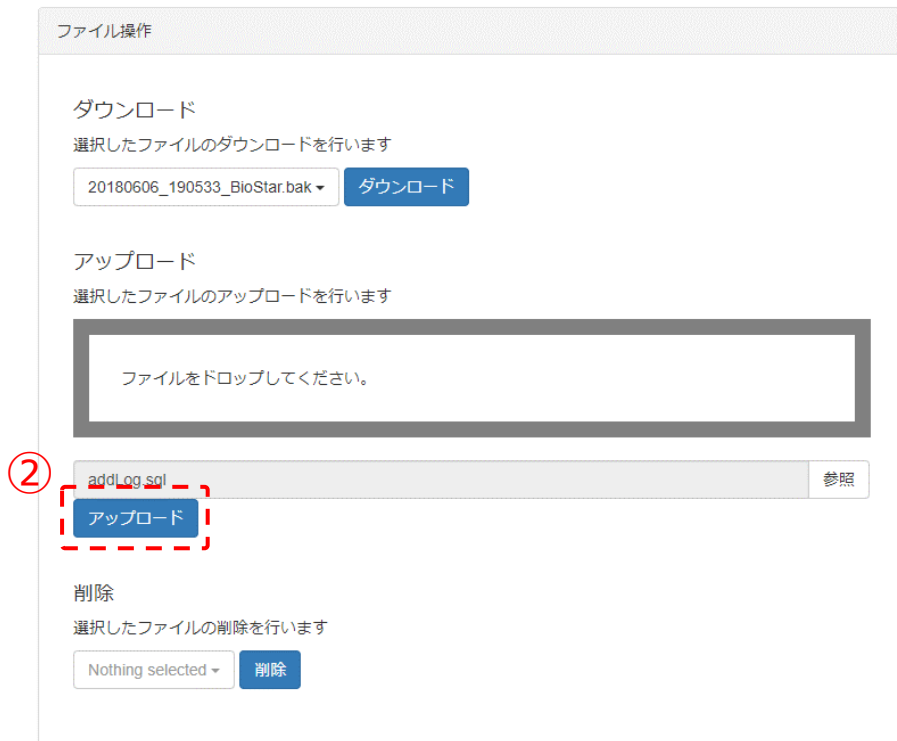 ファイル操作
ダウンロード
選択したファイルのダウンロードを行います
20180606_190533_BioStar.bak ダウンロード
アップロード
選択したファイルのアップロードを行います
ファイルをドロップしてください。
②
addLog.sql 参照
アップロード
削除
選択したファイルの削除を行います
Nothing selected 削除